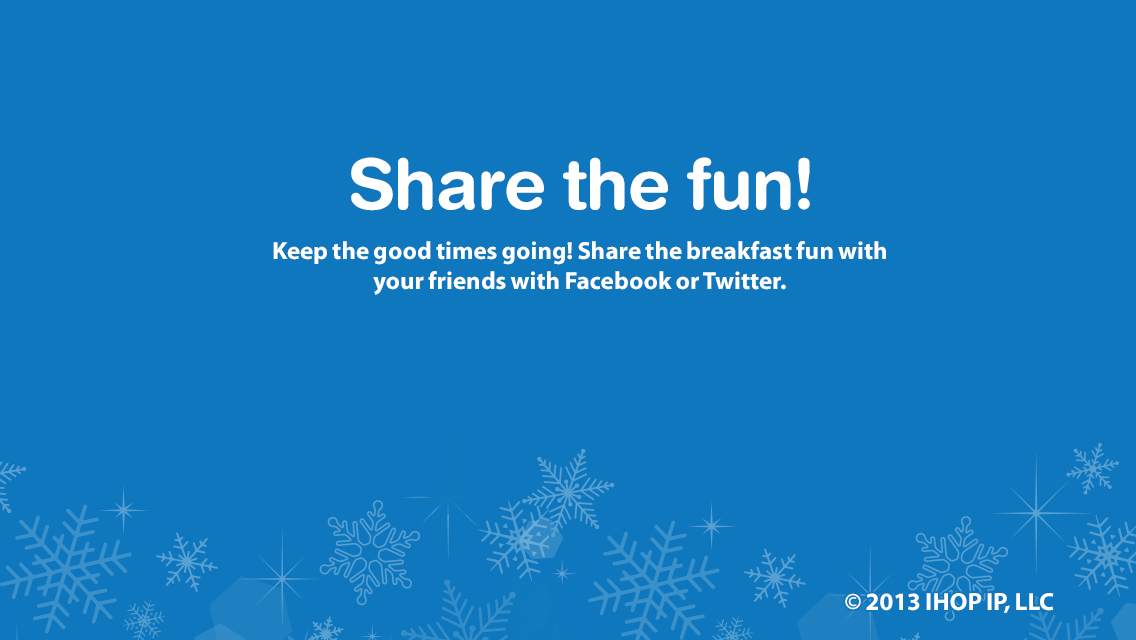 Share the fun!
Keep the good times going! Share the breakfast fun with
your friends with Facebook or Twitter.
© 2013 IHOP IP, LLC